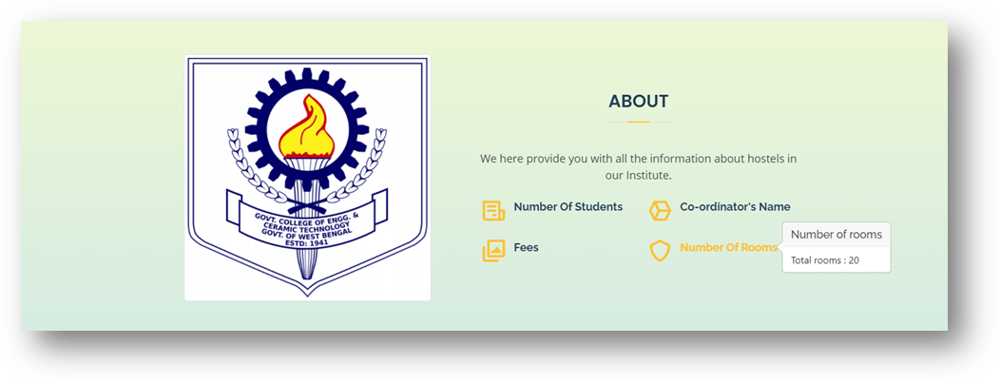 GOVT. COLLEGE OF ENGG. &
CERAMIC TECHNOLOGY
GOVT. OF WEST BENGAL
ESTD: 1941
ABOUT
We here provide you with all the information about hostels in
our Institute.
Number Of Students
Co-ordinator's Name
Fees
Number Of Rooms
Number of rooms
Total rooms : 20